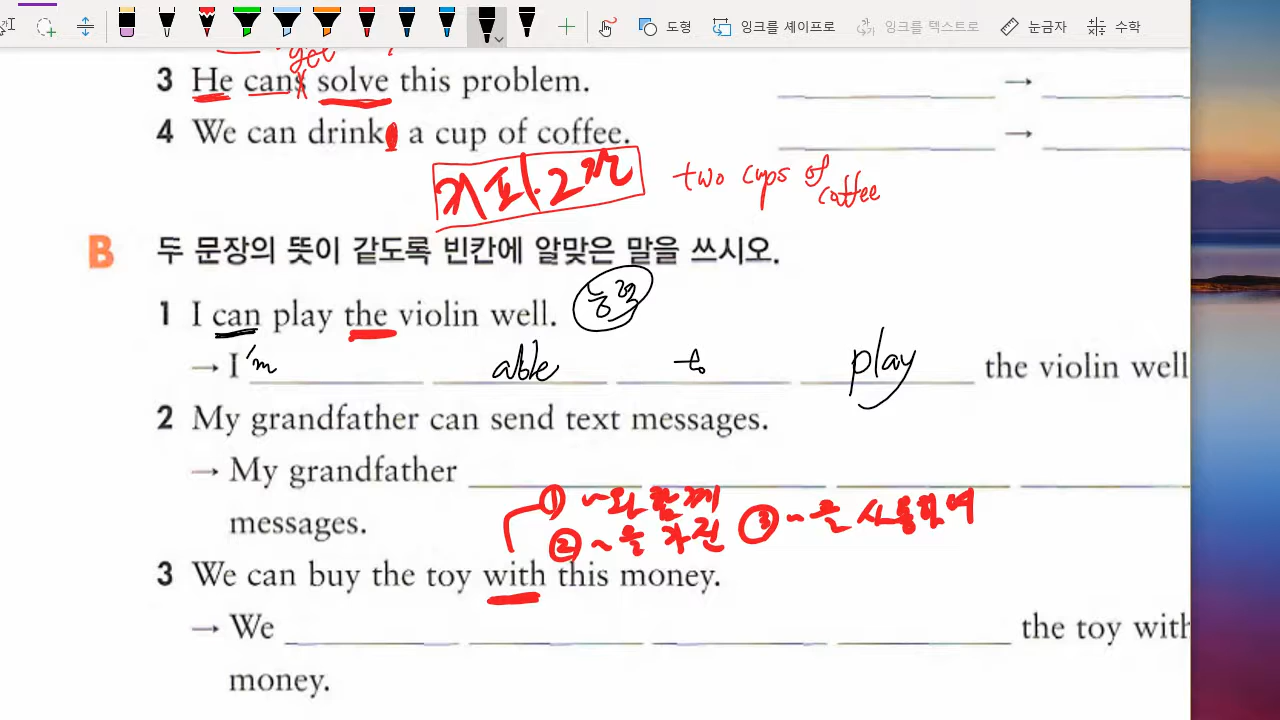 도형 잉크를 셰이프로 잉크를 텍스트로 눈금자 수학
get
3 He cans solve this problem. →
4 We can drink a cup of coffee. →
커피 2잔 two cups of coffee
B 두 문장의 뜻이 같도록 빈칸에 알맞은 말을 쓰시오.
1 I can play the violin well. 능력
→ I'm able to play the violin well
2 My grandfather can send text messages.
→ My grandfather
① ~와 함께
messages.
② ~을 가진 ③ ~을 사용하여
3 We can buy the toy with this money.
→ We the toy with
money.